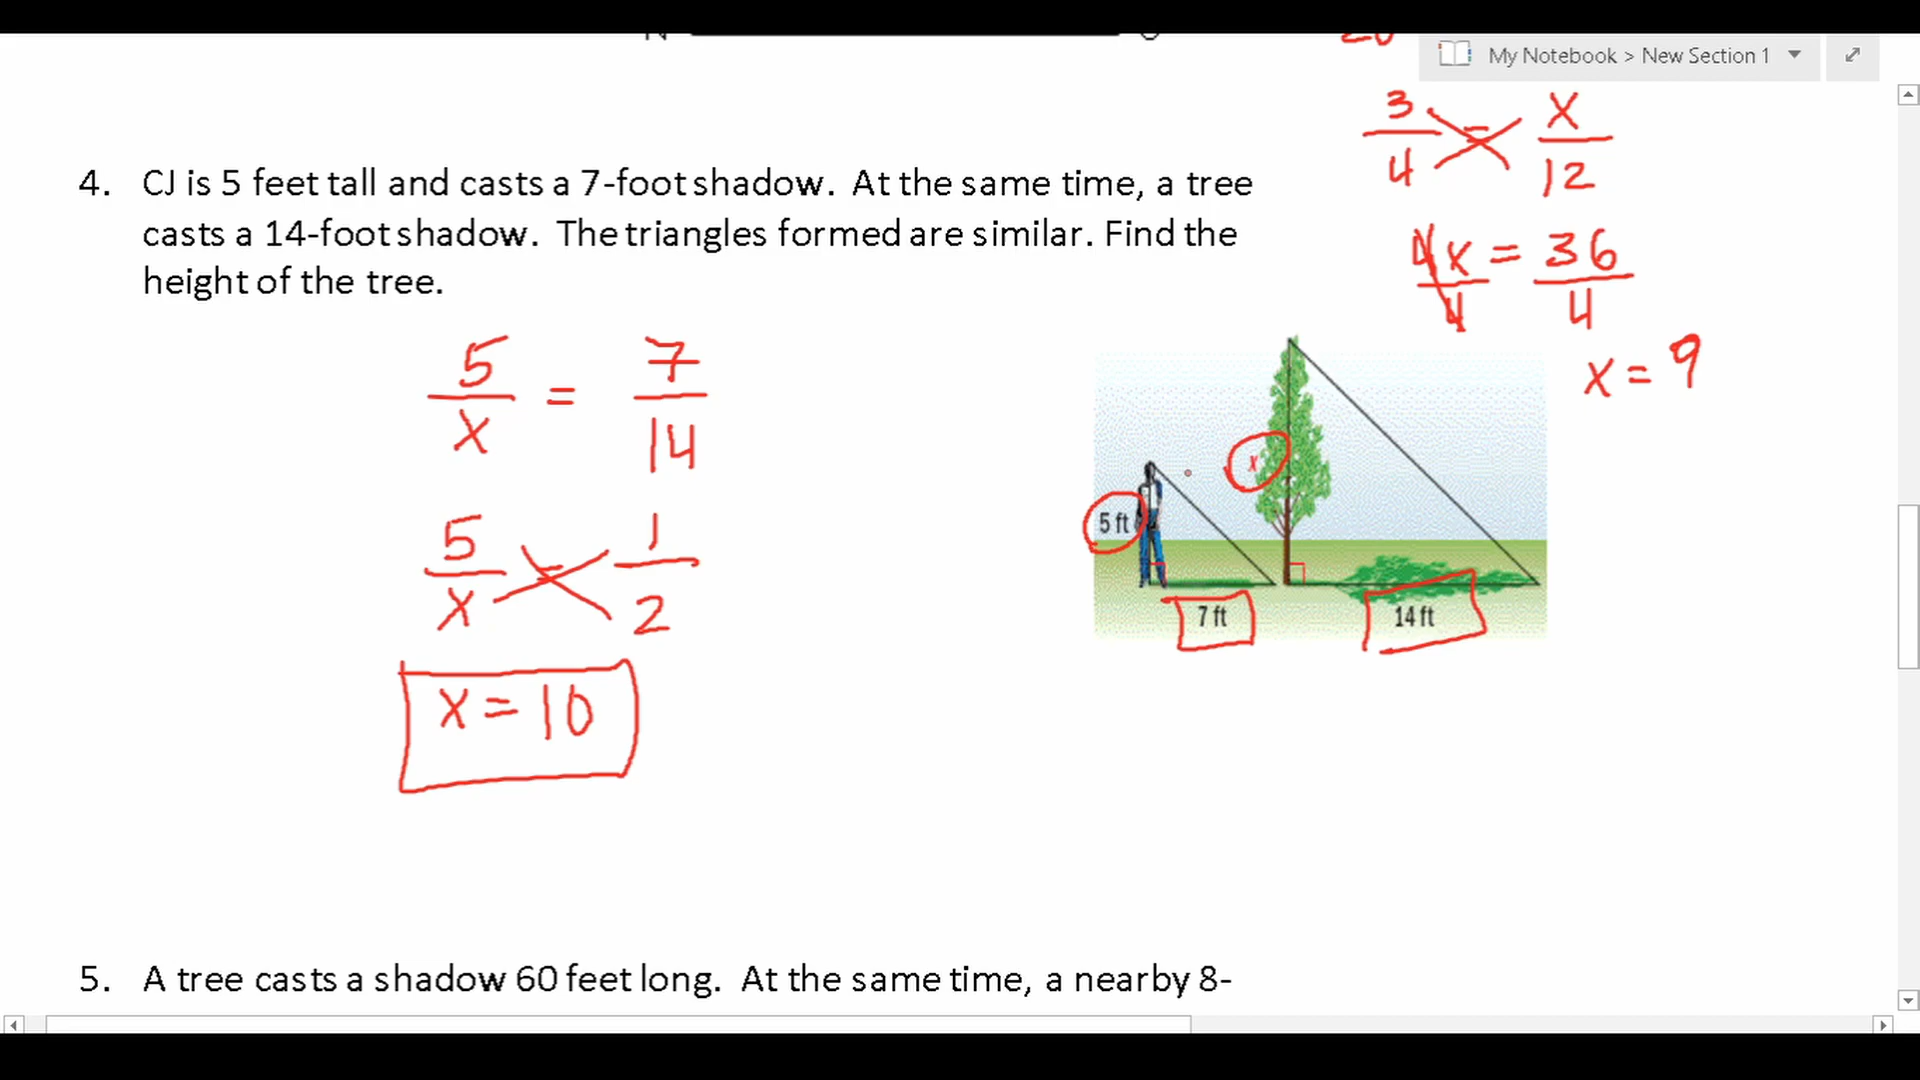 My Notebook > New Section 1
3/4 = x/12
4x/4 = 36/4
x = 9
4. CJ is 5 feet tall and casts a 7-foot shadow. At the same time, a tree
casts a 14-foot shadow. The triangles formed are similar. Find the
height of the tree.
5/x = 7/14
5/x = 1/2
x = 10
x
5 ft
7 ft
14 ft
5. A tree casts a shadow 60 feet long. At the same time, a nearby 8-